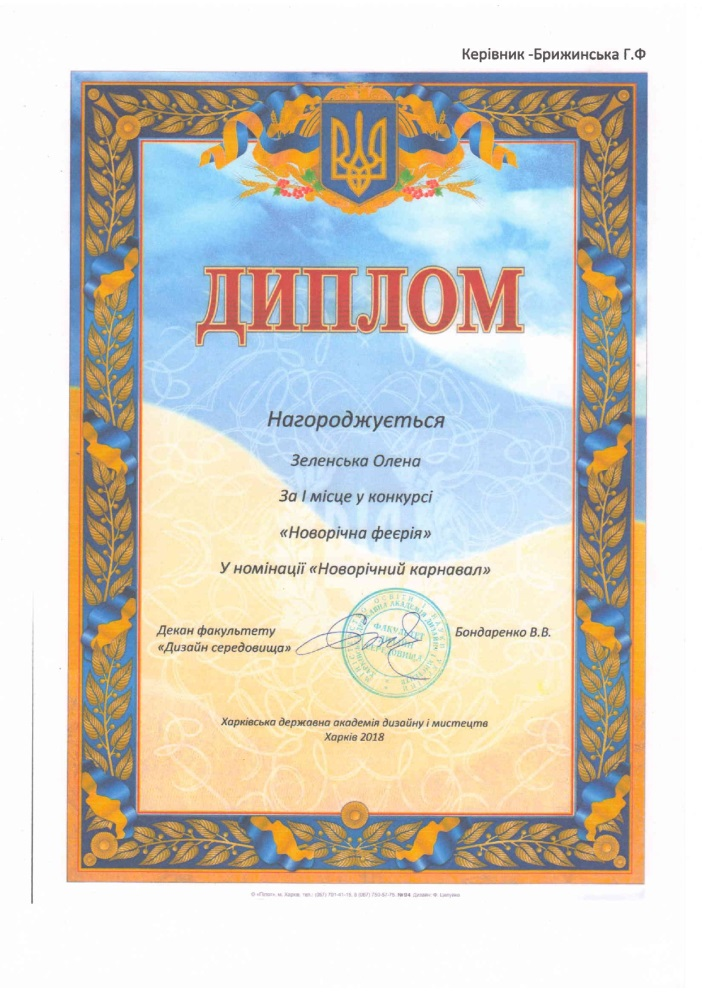 Керівник -Брижинська Г.Ф
ДИПЛОМ
Нагороджується
Зеленська Олена
За І місце у конкурсі
«Новорічна феєрія»
У номінації «Новорічний карнавал»
Декан факультету
«Дизайн середовища»
Бондаренко В.В.
ФАКУЛЬТЕТ
Харківська державна академія дизайну і мистецтв
Харків 2018